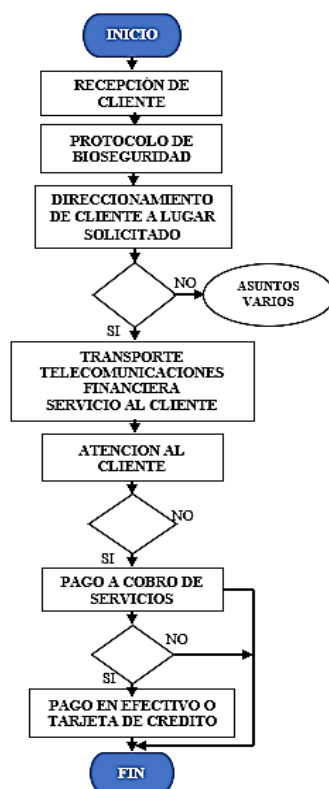 INICIO
RECEPCIÓN DE
CLIENTE
PROTOCOLO DE
BIOSEGURIDAD
DIRECCIONAMIENTO
DE CLIENTE A LUGAR
SOLICITADO
NO
ASUNTOS
VARIOS
SI
TRANSPORTE
TELECOMUNICACIONES
FINANCIERA
SERVICIO AL CLIENTE
ATENCION AL
CLIENTE
NO
SI
PAGO A COBRO DE
SERVICIOS
NO
SI
PAGO EN EFECTIVO O
TARJETA DE CREDITO
FIN